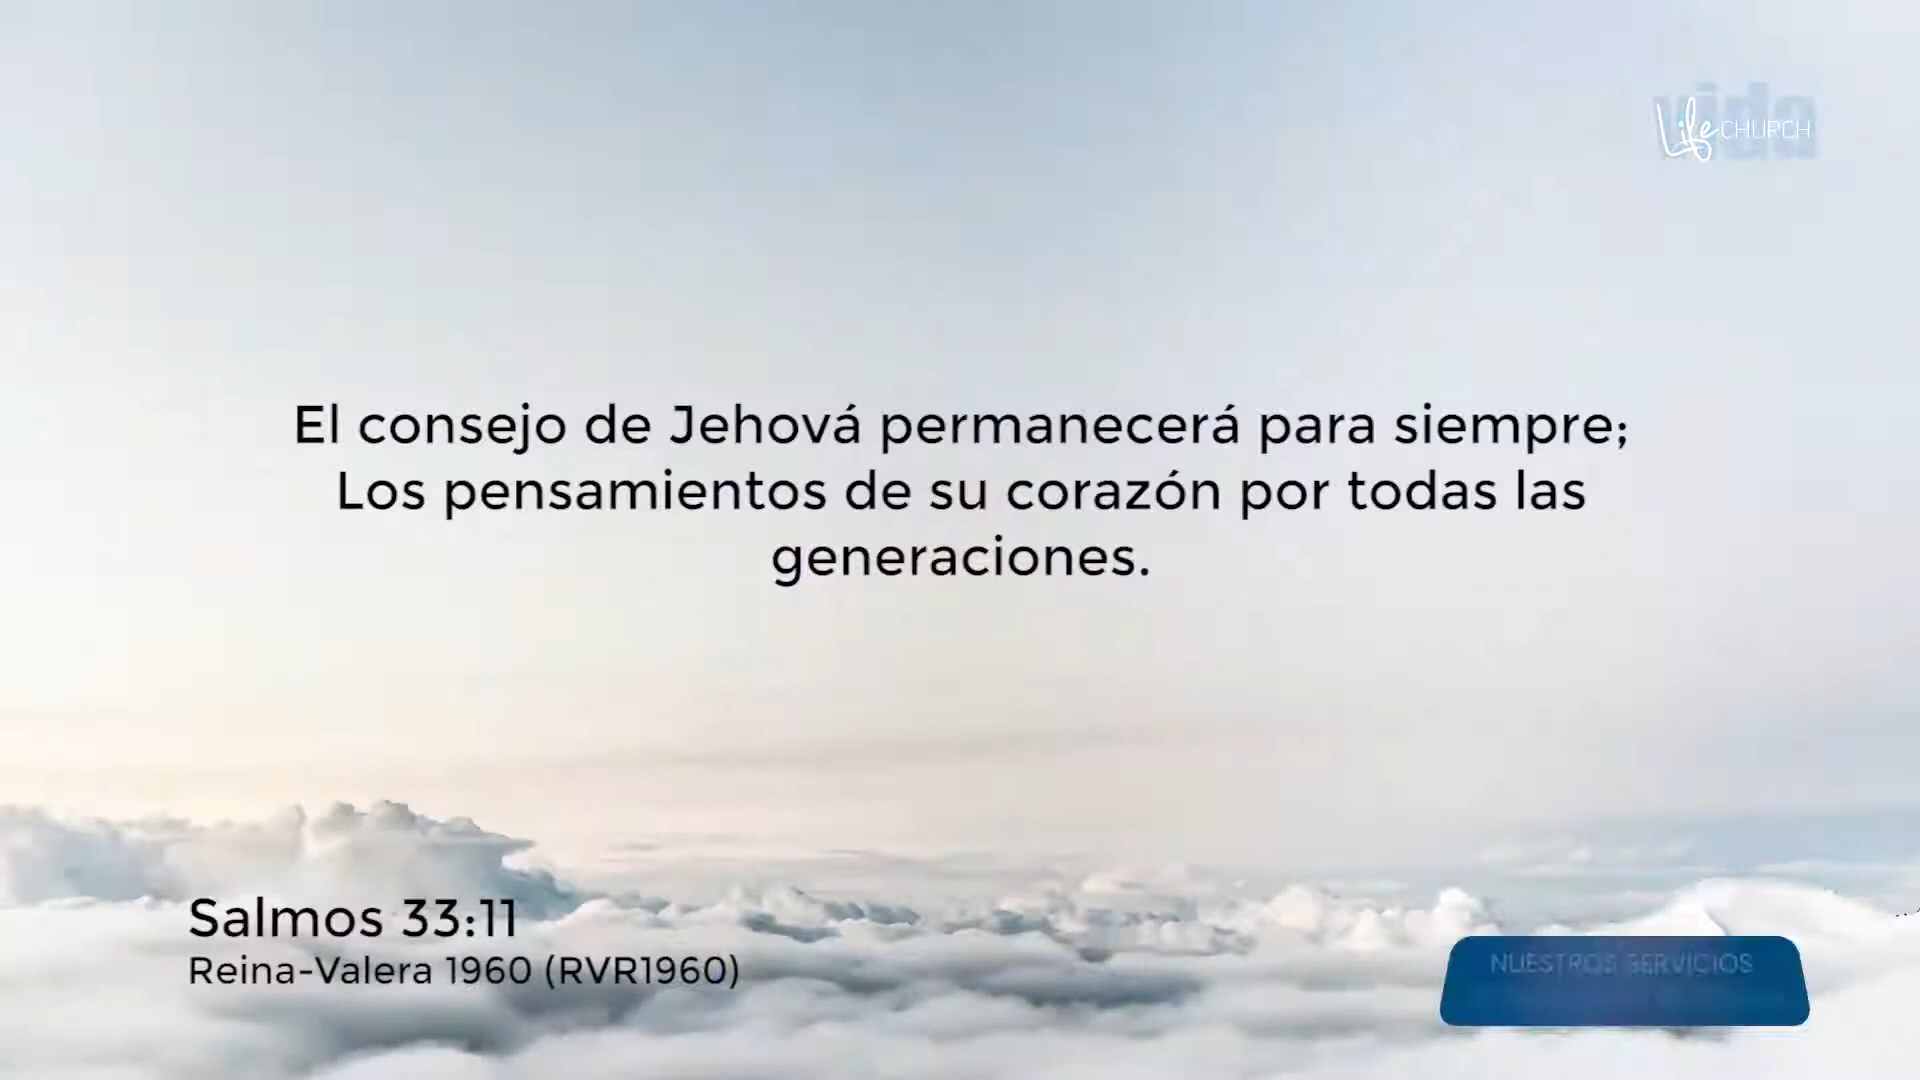 vida
Life CHURCH
El consejo de Jehová permanecerá para siempre;
Los pensamientos de su corazón por todas las
generaciones.
Salmos 33:11
Reina-Valera 1960 (RVR1960)
NUESTROS SERVICIOS